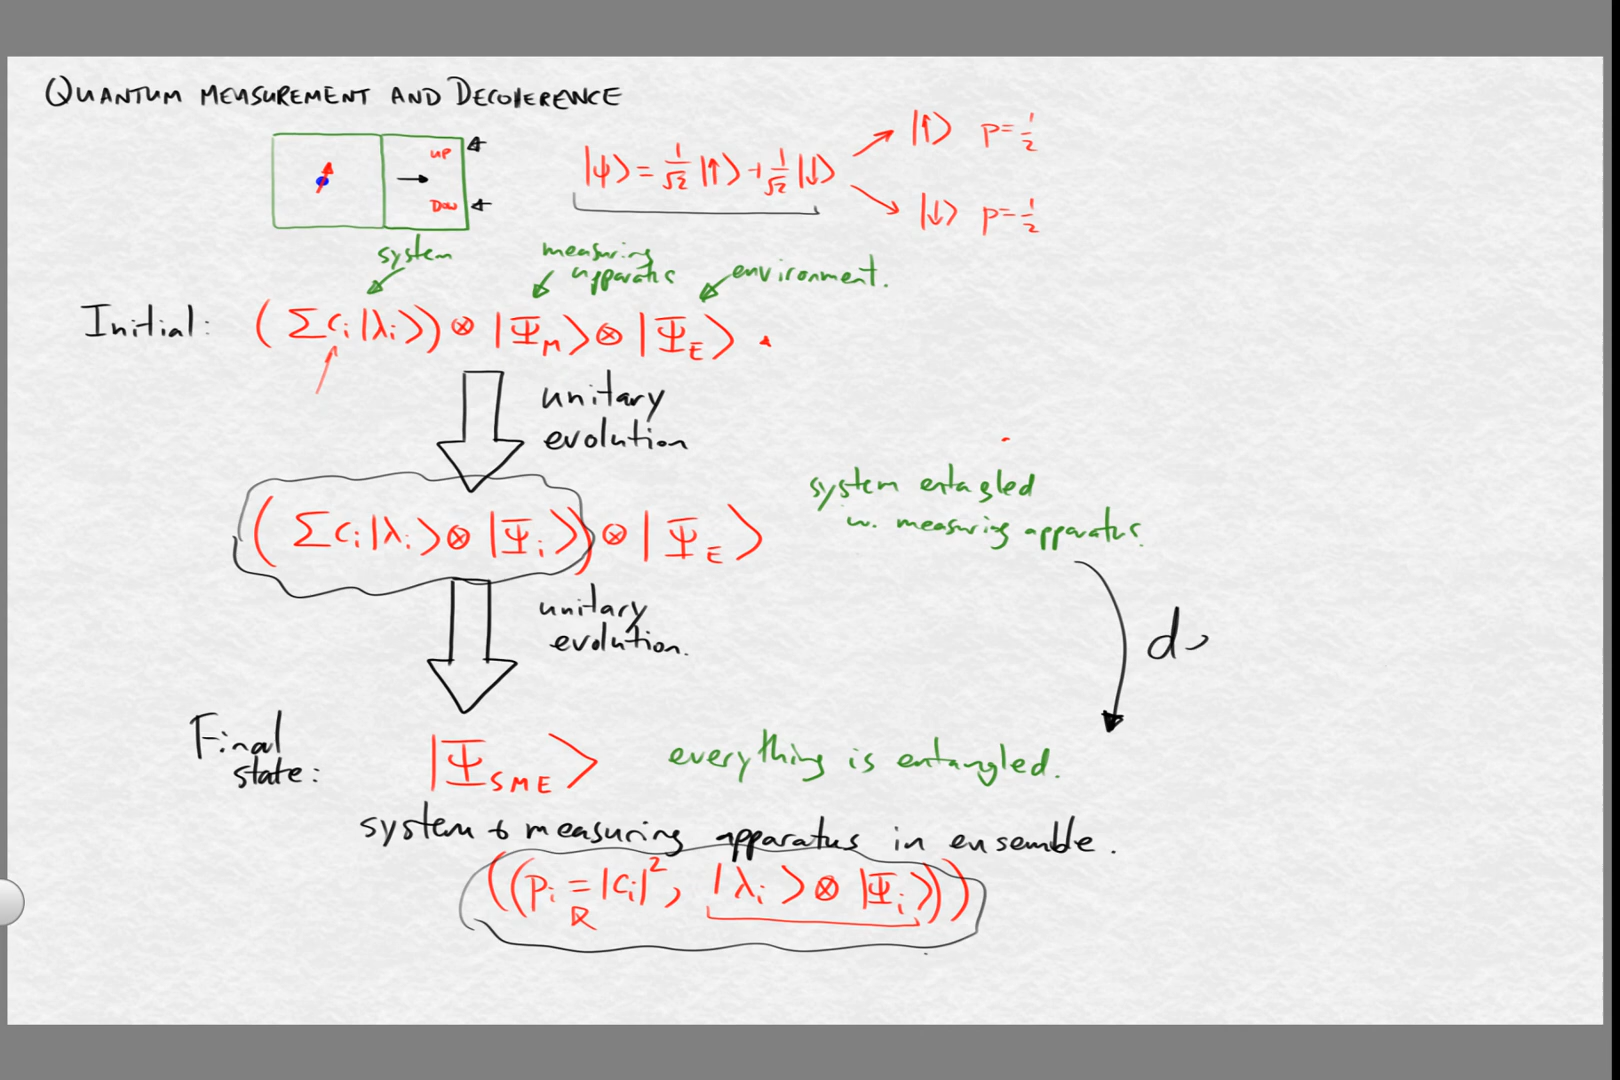 QUANTUM MEASUREMENT AND DECOHERENCE
UP
DOW
|ψ⟩ = 1/√2 |↑⟩ + 1/√2 |↓⟩
|↑⟩ p=1/2
|↓⟩ p=1/2
system
measuring
apparatus
environment.
Initial: (Σcᵢ|λᵢ⟩) ⊗ |Ψ_M⟩ ⊗ |Ψ_E⟩
unitary
evolution
(Σcᵢ|λᵢ⟩ ⊗ |Ψᵢ⟩) ⊗ |Ψ_E⟩
system entagled
w. measuring apparatus.
unitary
evolution.
d
Final
state:
|Ψ_SME⟩
everything is entangled.
system + measuring apparatus in ensemble.
((pᵢ = |cᵢ|², |λᵢ⟩ ⊗ |Ψᵢ⟩))